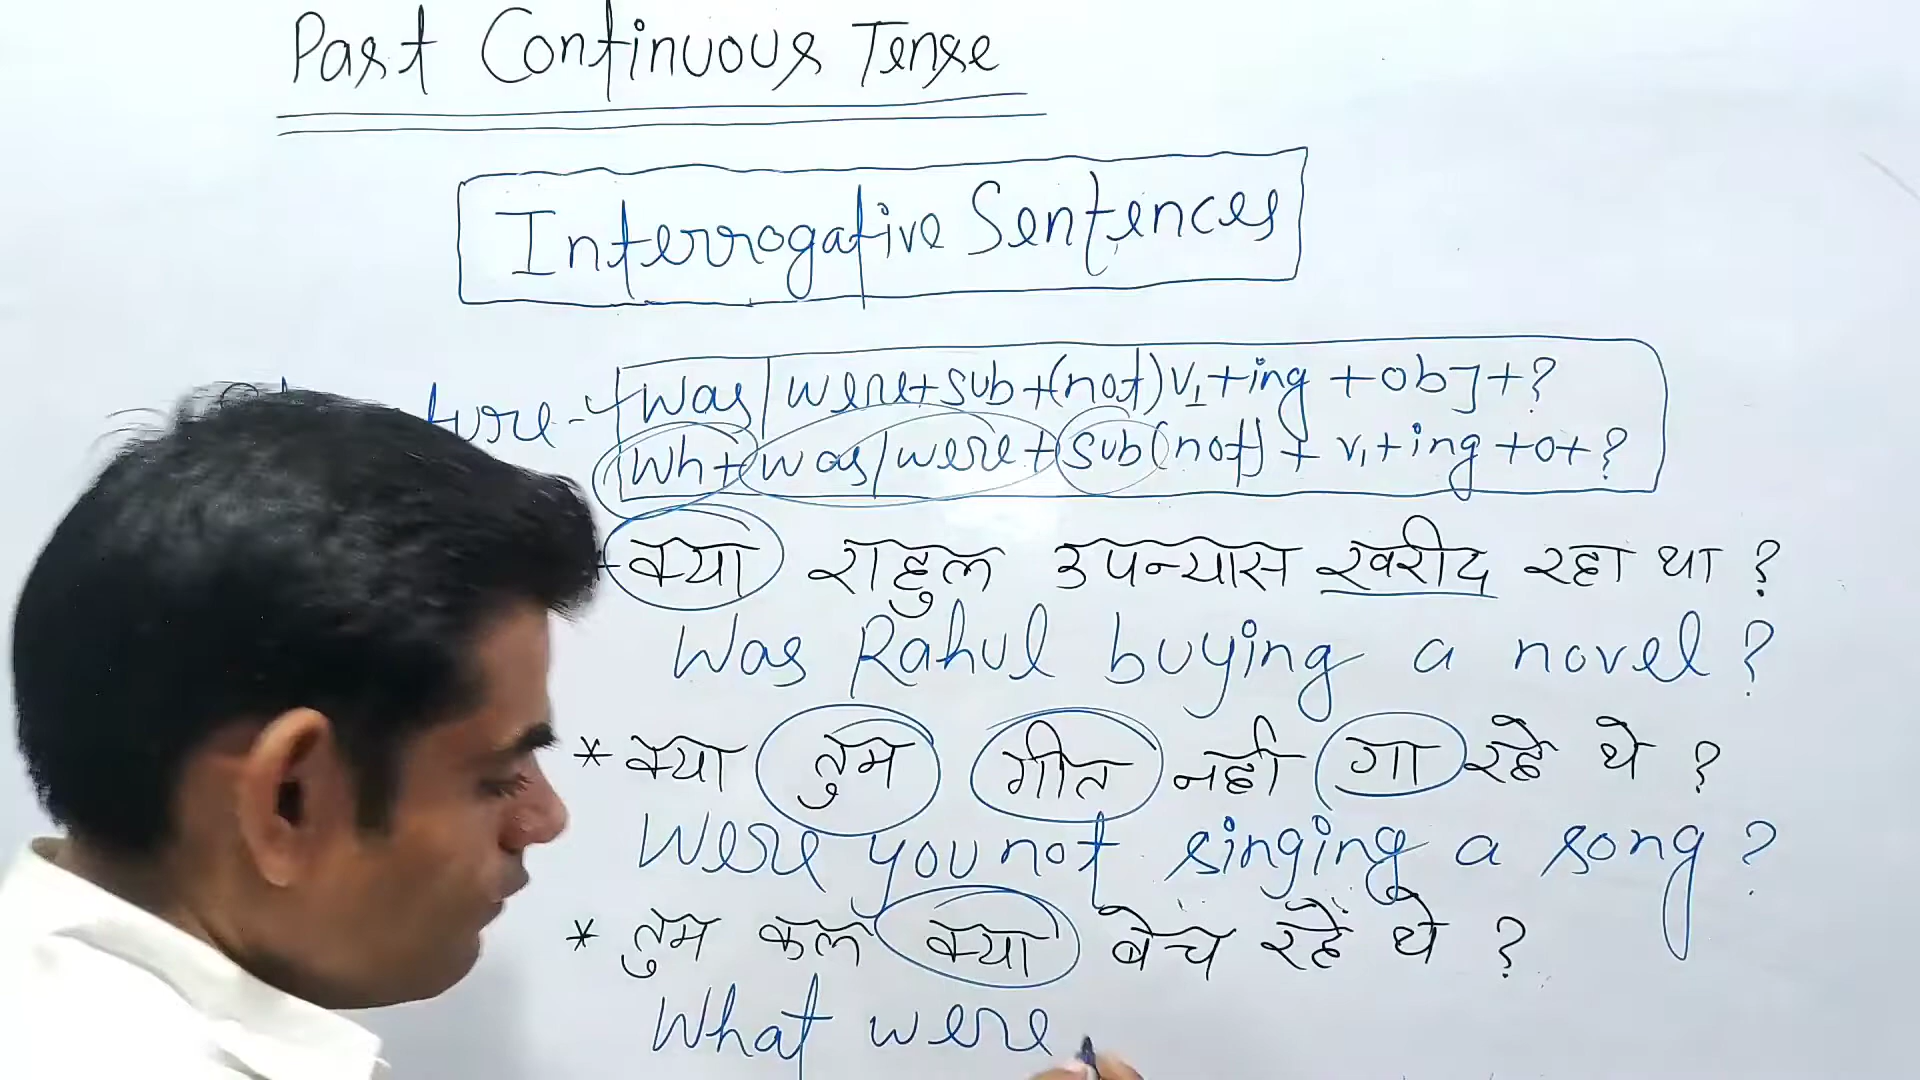 Past Continuous Tense
Interrogative Sentences
ture → was/were+sub+(not)V1+ing +obj+?
Wh+was/were+sub(not)+v1+ing+o+?
क्या राहुल उपन्यास खरीद रहा था ?
Was Rahul buying a novel?
* क्या तुम गीत नहीं गा रहे थे ?
Were you not singing a song?
* तुम कल क्या बेच रहें थे ?
What were